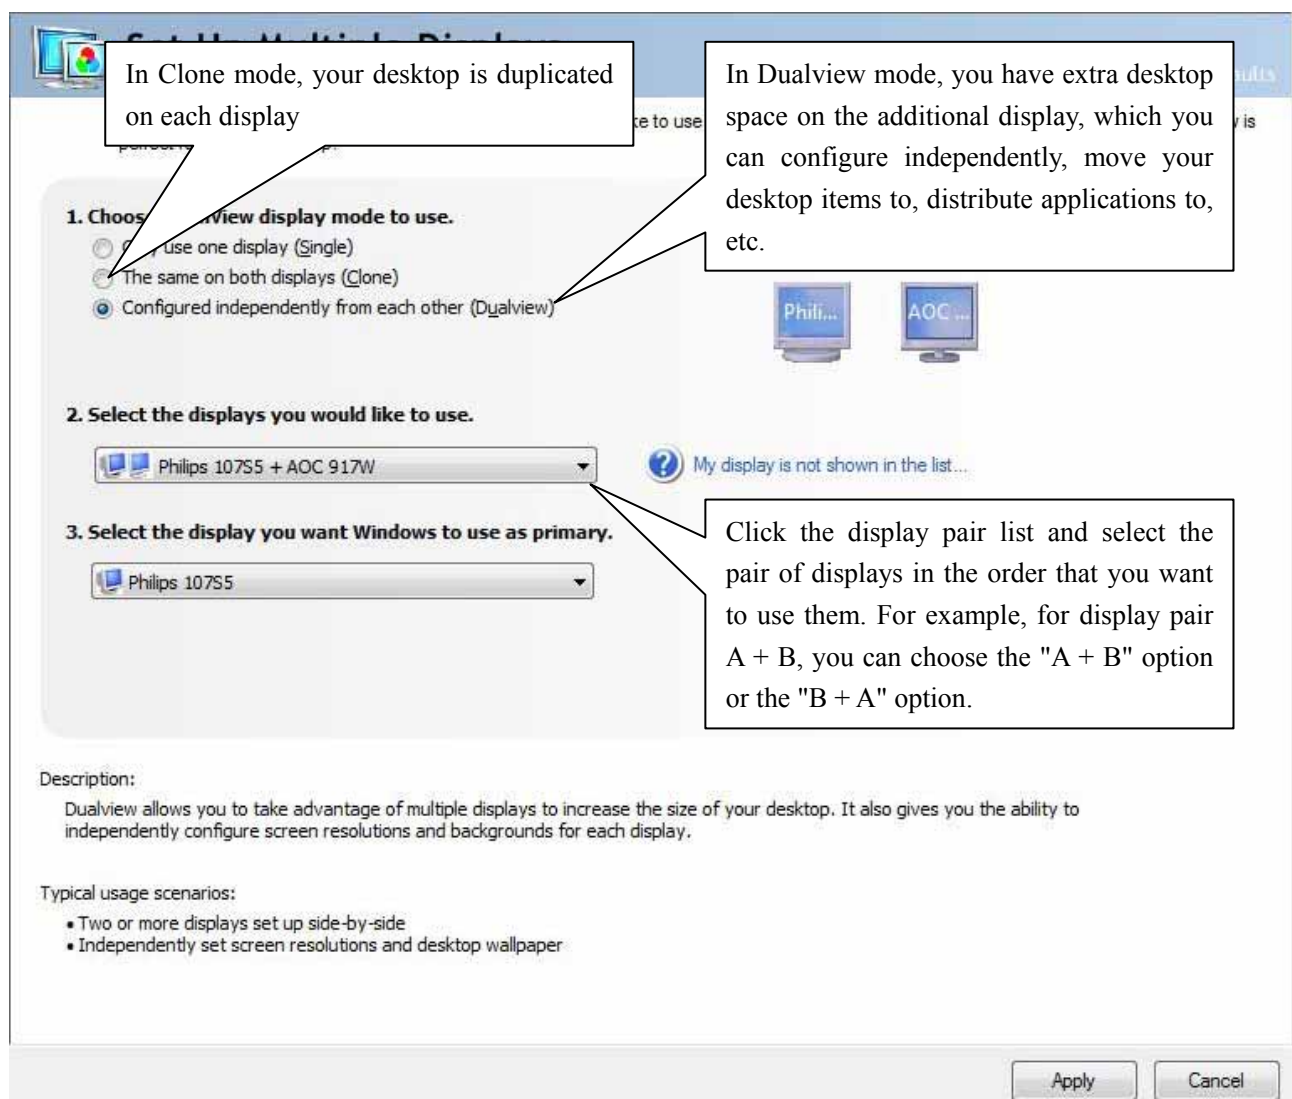 In Clone mode, your desktop is duplicated
on each display
In Dualview mode, you have extra desktop
space on the additional display, which you
can configure independently, move your
desktop items to, distribute applications to,
etc.
to use
is
1. display mode to use.
use one display (Single)
The same on both displays (Clone)
Configured independently from each other (Dualview)
Phili...
AOC ...
2. Select the displays you would like to use.
Philips 107S5 + AOC 917W
My display is not shown in the list...
3. Select the display you want Windows to use as primary.
Philips 107S5
Click the display pair list and select the
pair of displays in the order that you want
to use them. For example, for display pair
A + B, you can choose the "A + B" option
or the "B + A" option.
Description:
Dualview allows you to take advantage of multiple displays to increase the size of your desktop. It also gives you the ability to
independently configure screen resolutions and backgrounds for each display.
Typical usage scenarios:
• Two or more displays set up side-by-side
• Independently set screen resolutions and desktop wallpaper
Apply
Cancel